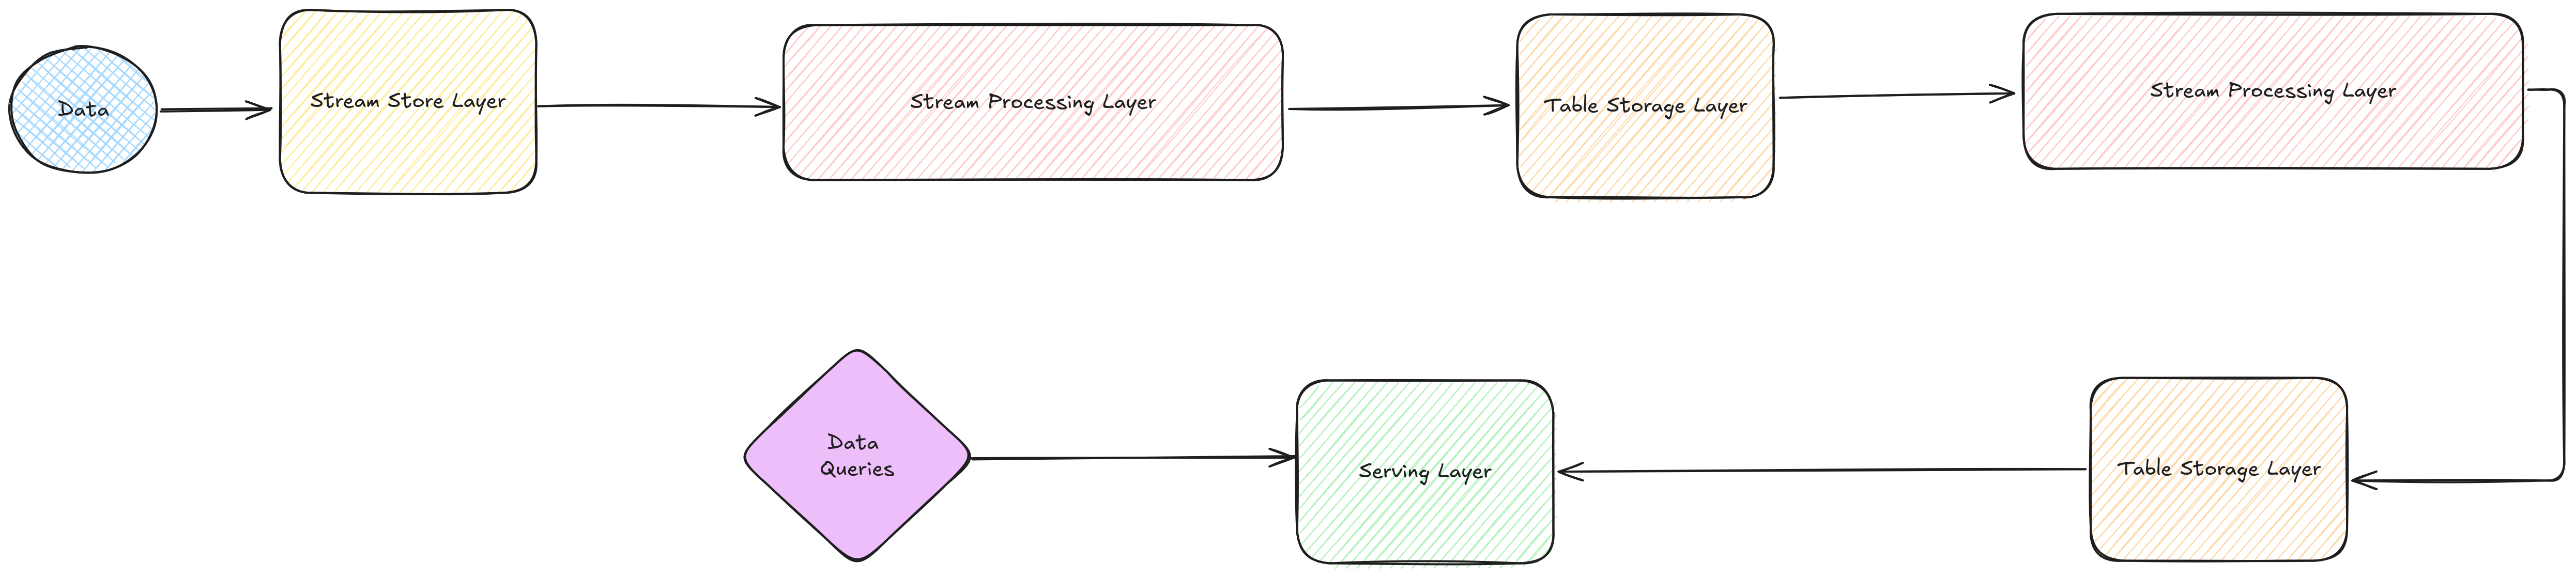 Data
Stream Store Layer
Stream Processing Layer
Table Storage Layer
Stream Processing Layer
Data
Queries
Serving Layer
Table Storage Layer